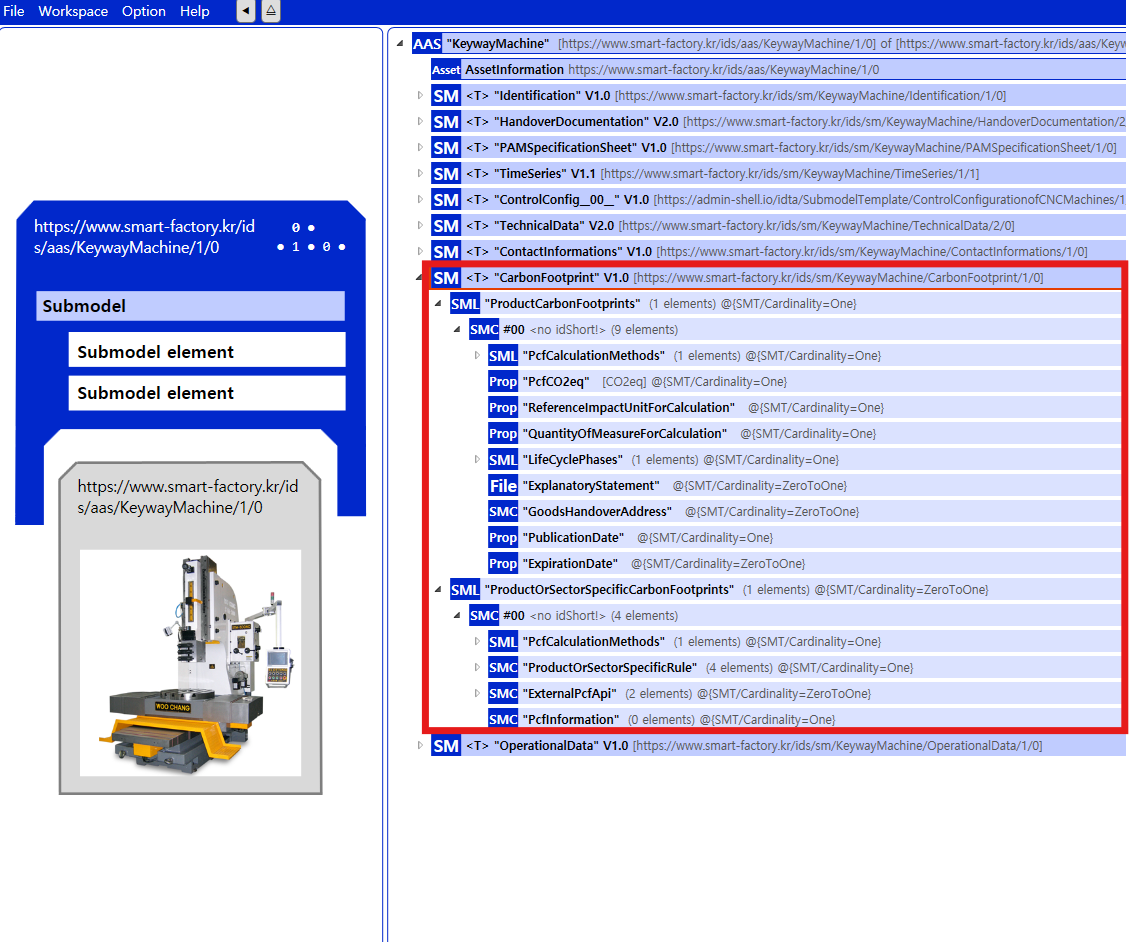 File Workspace Option Help
https://www.smart-factory.kr/id
s/aas/KeywayMachine/1/0
0 ●
● 1 ● 0 ●
Submodel
Submodel element
Submodel element
https://www.smart-factory.kr/id
s/aas/KeywayMachine/1/0
WOO CHANG
AAS "KeywayMachine" [https://www.smart-factory.kr/ids/aas/KeywayMachine/1/0] of [https://www.smart-factory.kr/ids/aas/Keyw
Asset AssetInformation https://www.smart-factory.kr/ids/aas/KeywayMachine/1/0
SM <T> "Identification" V1.0 [https://www.smart-factory.kr/ids/sm/KeywayMachine/Identification/1/0]
SM <T> "HandoverDocumentation" V2.0 [https://www.smart-factory.kr/ids/sm/KeywayMachine/HandoverDocumentation/2
SM <T> "PAMSpecificationSheet" V1.0 [https://www.smart-factory.kr/ids/sm/KeywayMachine/PAMSpecificationSheet/1/0]
SM <T> "TimeSeries" V1.1 [https://www.smart-factory.kr/ids/sm/KeywayMachine/TimeSeries/1/1]
SM <T> "ControlConfig__00__" V1.0 [https://admin-shell.io/idta/SubmodelTemplate/ControlConfigurationofCNCMachines/1
SM <T> "TechnicalData" V2.0 [https://www.smart-factory.kr/ids/sm/KeywayMachine/TechnicalData/2/0]
SM <T> "ContactInformations" V1.0 [https://www.smart-factory.kr/ids/sm/KeywayMachine/ContactInformations/1/0]
SM <T> "CarbonFootprint" V1.0 [https://www.smart-factory.kr/ids/sm/KeywayMachine/CarbonFootprint/1/0]
SML "ProductCarbonFootprints" (1 elements) @{SMT/Cardinality=One}
SMC #00 <no idShort!> (9 elements)
SML "PcfCalculationMethods" (1 elements) @{SMT/Cardinality=One}
Prop "PcfCO2eq" [CO2eq] @{SMT/Cardinality=One}
Prop "ReferenceImpactUnitForCalculation" @{SMT/Cardinality=One}
Prop "QuantityOfMeasureForCalculation" @{SMT/Cardinality=One}
SML "LifeCyclePhases" (1 elements) @{SMT/Cardinality=One}
File "ExplanatoryStatement" @{SMT/Cardinality=ZeroToOne}
SMC "GoodsHandoverAddress" @{SMT/Cardinality=ZeroToOne}
Prop "PublicationDate" @{SMT/Cardinality=One}
Prop "ExpirationDate" @{SMT/Cardinality=ZeroToOne}
SML "ProductOrSectorSpecificCarbonFootprints" (1 elements) @{SMT/Cardinality=ZeroToOne}
SMC #00 <no idShort!> (4 elements)
SML "PcfCalculationMethods" (1 elements) @{SMT/Cardinality=One}
SMC "ProductOrSectorSpecificRule" (4 elements) @{SMT/Cardinality=One}
SMC "ExternalPcfApi" (2 elements) @{SMT/Cardinality=ZeroToOne}
SMC "PcfInformation" (0 elements) @{SMT/Cardinality=One}
SM <T> "OperationalData" V1.0 [https://www.smart-factory.kr/ids/sm/KeywayMachine/OperationalData/1/0]